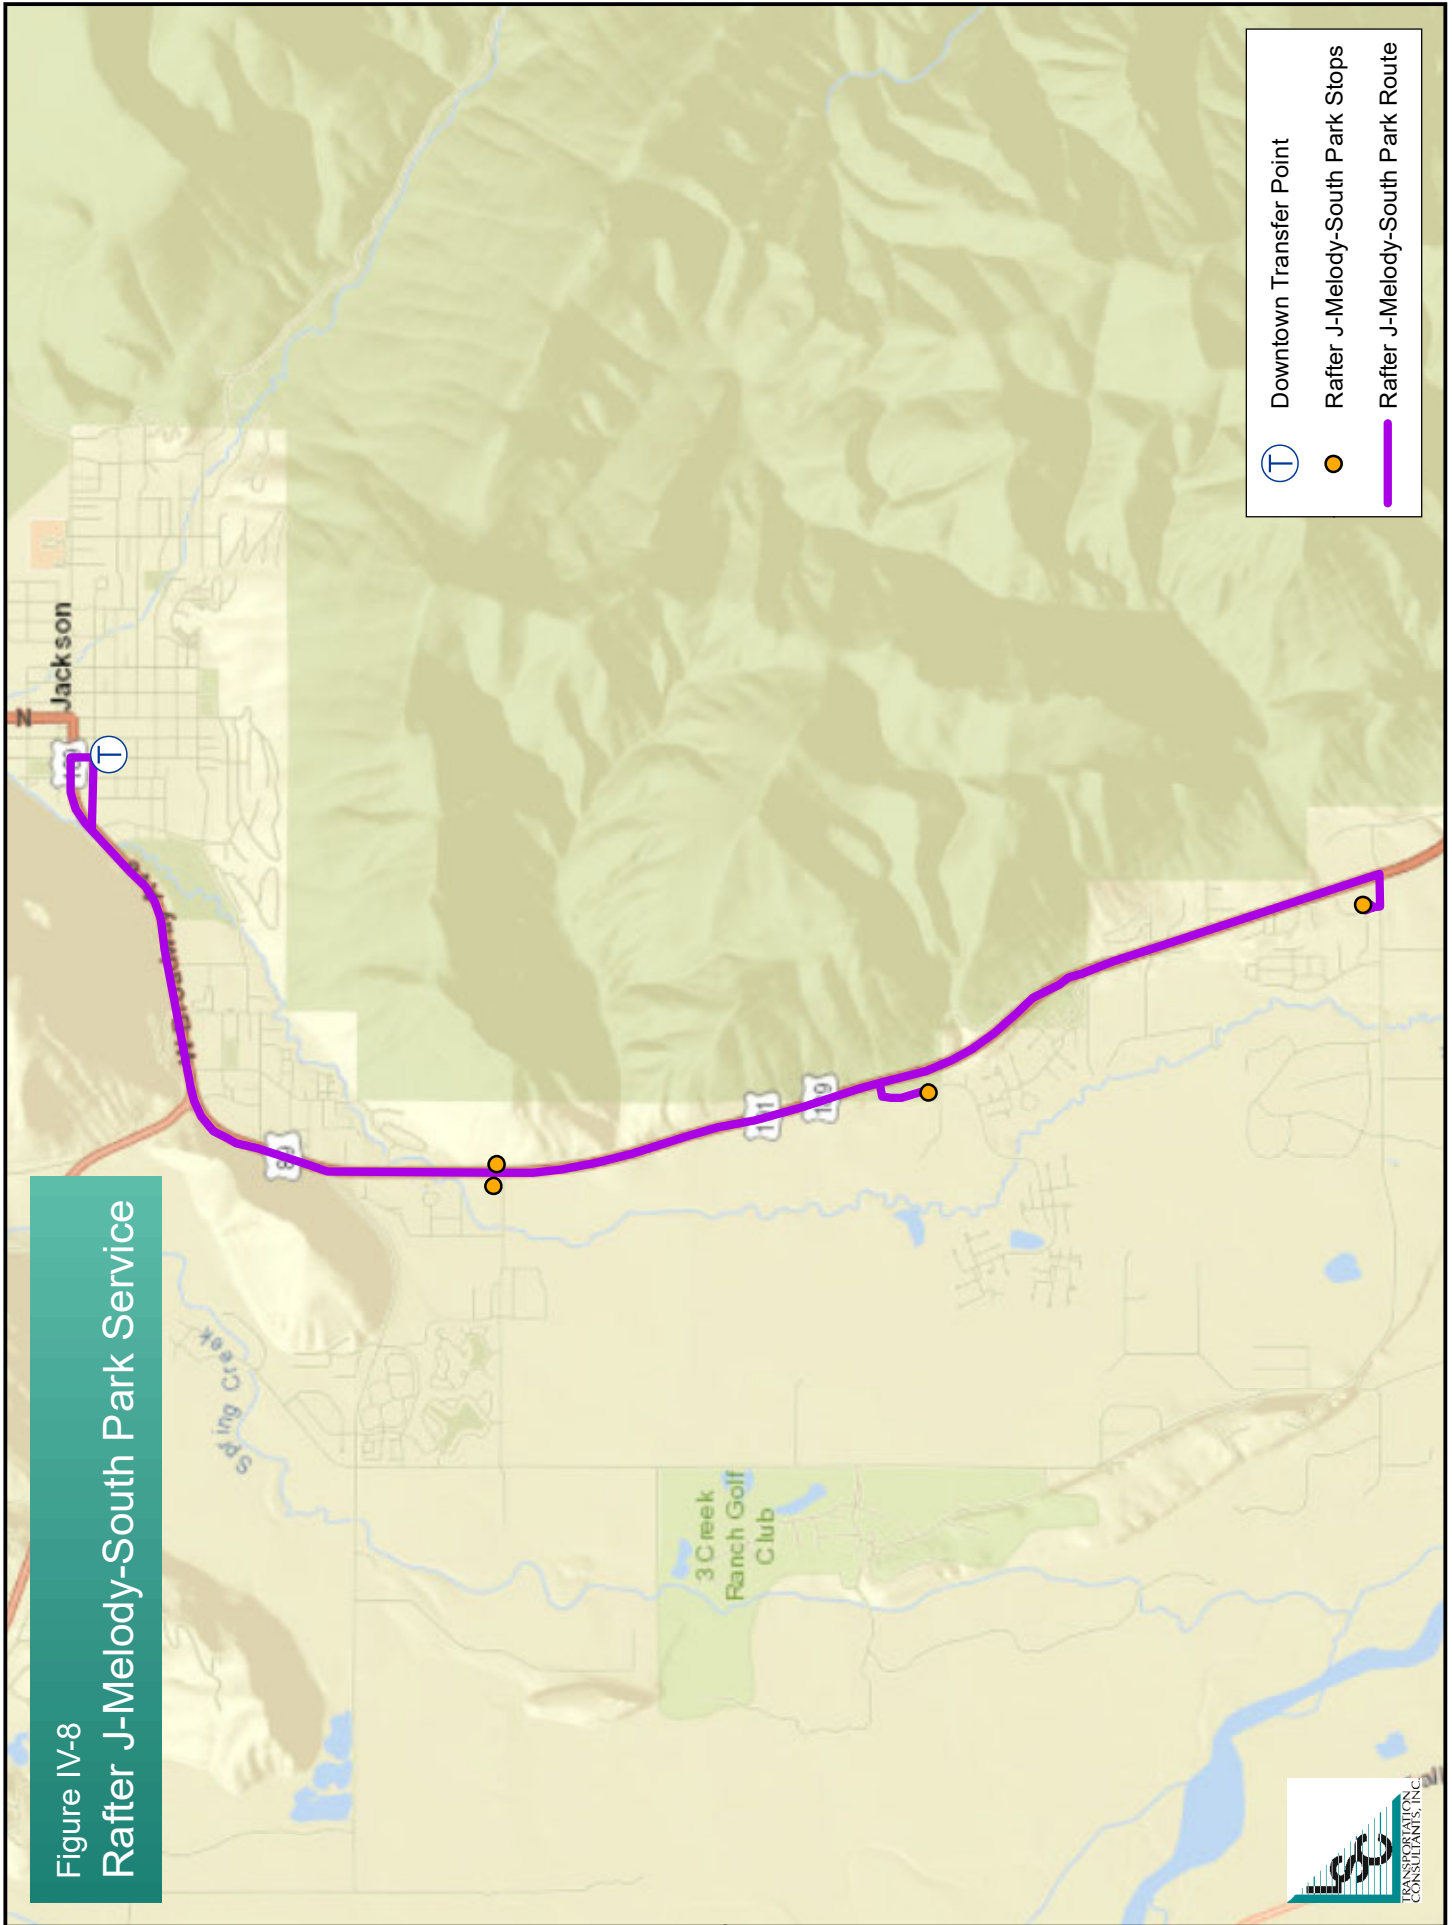 Figure IV-8
Rafter J-Melody-South Park Service
Jackson
N
89
191
189
Spring Creek
3 Creek
Ranch Golf
Club
T
T Downtown Transfer Point
Rafter J-Melody-South Park Stops
Rafter J-Melody-South Park Route
LSC
TRANSPORTATION
CONSULTANTS, INC.